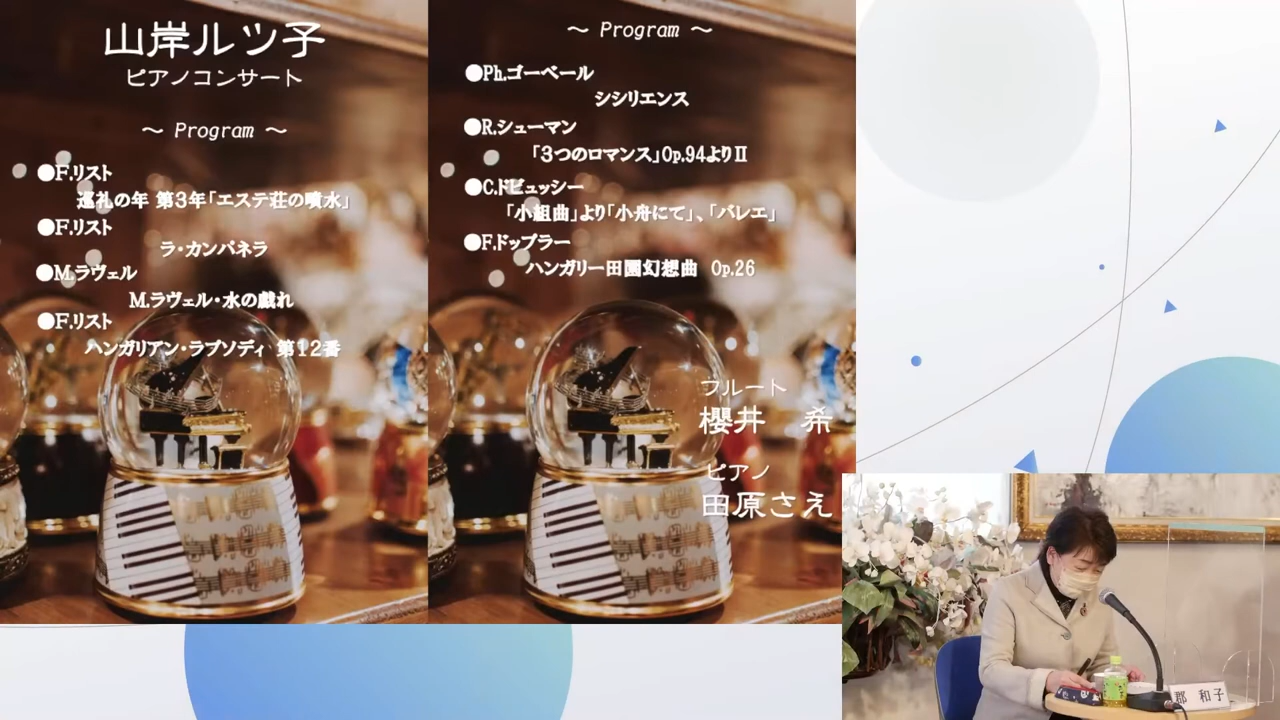 山岸ルツ子
ピアノコンサート
～ Program ～
●F.リスト
巡礼の年 第3年「エステ荘の噴水」
●F.リスト
ラ・カンパネラ
●M.ラヴェル
M.ラヴェル・水の戯れ
●F.リスト
ハンガリアン・ラプソディ 第12番
～ Program ～
●Ph.ゴーベール
シシリエンス
●R.シューマン
「3つのロマンス」Op.94よりⅡ
●C.ドビュッシー
「小組曲」より「小舟にて」、「バレエ」
●F.ドップラー
ハンガリー田園幻想曲 Op.26
フルート
櫻井 希
ピアノ
田原さえ
郡 和子